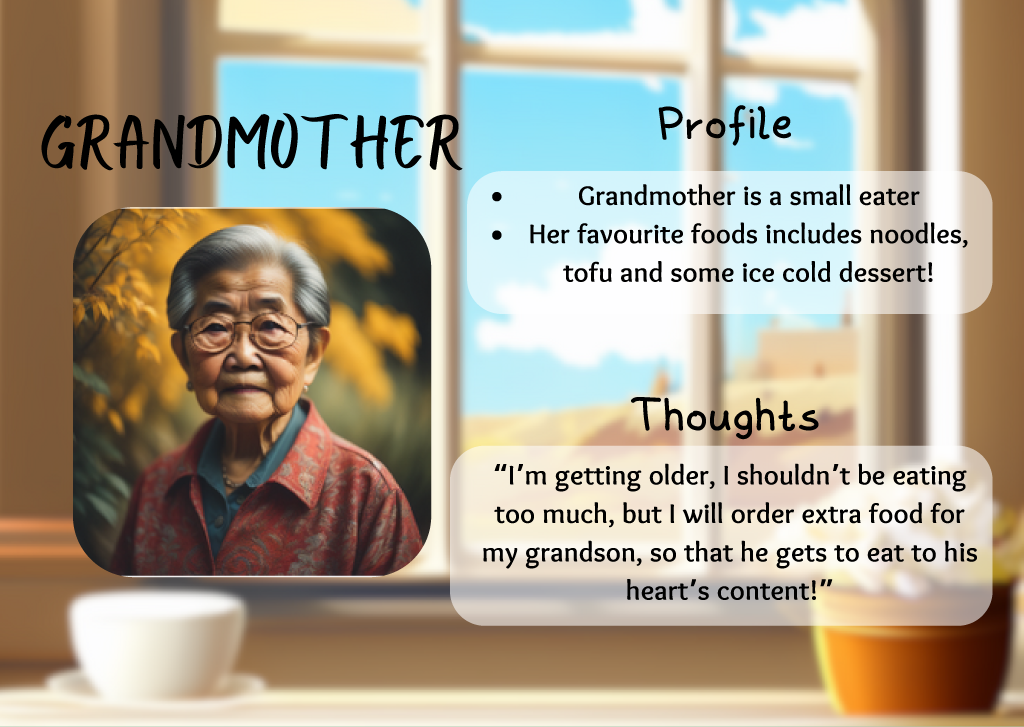 GRANDMOTHER
Profile
• Grandmother is a small eater
• Her favourite foods includes noodles,
tofu and some ice cold dessert!
Thoughts
“I’m getting older, I shouldn’t be eating
too much, but I will order extra food for
my grandson, so that he gets to eat to his
heart’s content!”